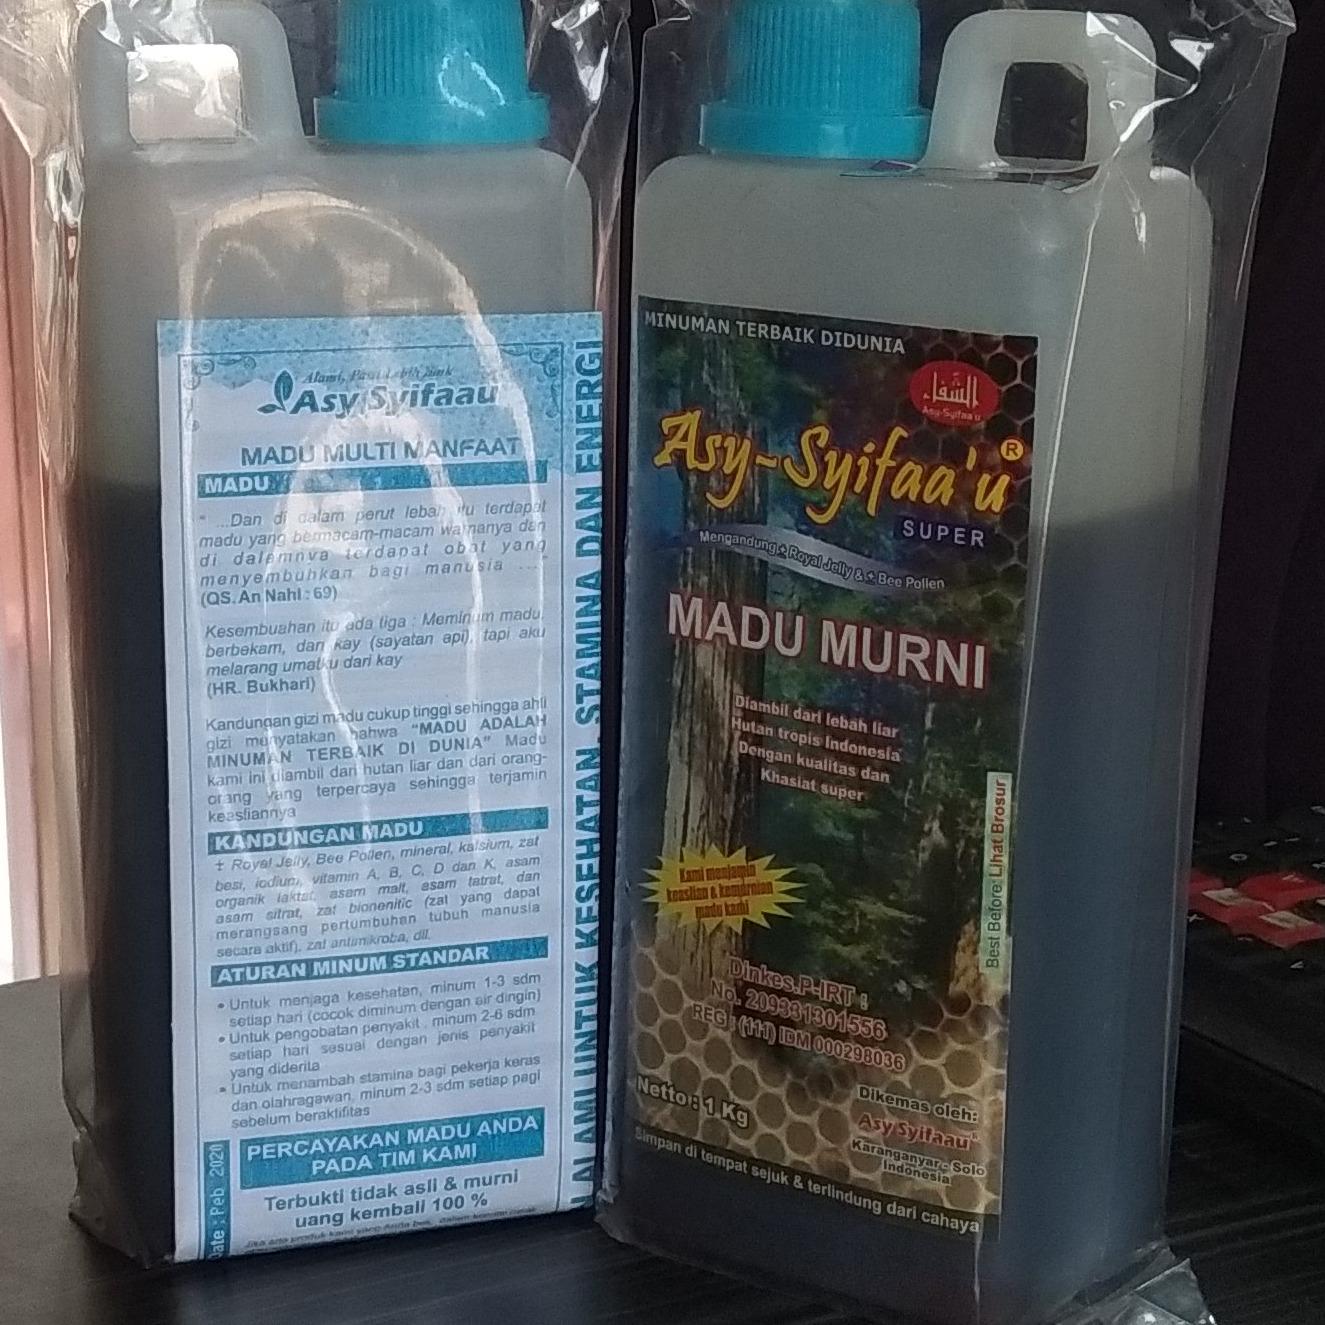 Alami, Pasti Lebih Baik
Asy Syifaau
MADU MULTI MANFAAT
MADU
" ...Dan di dalam perut lebah itu terdapat
madu yang bermacam-macam warnanya dan
di dalamnya terdapat obat yang
menyembuhkan bagi manusia ..."
(QS. An Nahl : 69)
Kesembuahan itu ada tiga : Meminum madu,
berbekam, dan kay (sayatan api), tapi aku
melarang umatku dari kay
(HR. Bukhari)
Kandungan gizi madu cukup tinggi sehingga ahli
gizi menyatakan bahwa "MADU ADALAH
MINUMAN TERBAIK DI DUNIA" Madu
kami ini diambil dari hutan liar dan dari orang-
orang yang terpercaya sehingga terjamin
keasliannya
KANDUNGAN MADU
+ Royal Jelly, Bee Pollen, mineral, kalsium, zat
besi, iodium, vitamin A, B, C, D dan K, asam
organik laktat, asam malt, asam tatrat, dan
asam sitrat, zat bionenitic (zat yang dapat
merangsang pertumbuhan tubuh manusia
secara aktif), zat antimikroba, dll.
ATURAN MINUM STANDAR
• Untuk menjaga kesehatan, minum 1-3 sdm
setiap hari (cocok diminum dengan air dingin)
• Untuk pengobatan penyakit , minum 2-6 sdm
setiap hari sesuai dengan jenis penyakit
yang diderita
• Untuk menambah stamina bagi pekerja keras
dan olahragawan, minum 2-3 sdm setiap pagi
sebelum beraktifitas
PERCAYAKAN MADU ANDA
PADA TIM KAMI
Terbukti tidak asli & murni
uang kembali 100 %
Date : Peb. 2020
ALAMI UNTUK KESEHATAN, STAMINA DAN ENERGI
MINUMAN TERBAIK DIDUNIA
الشفاء
Asy-Syifaa'u
Asy-Syifaa'u®
SUPER
Mengandung + Royal Jelly & + Bee Pollen
MADU MURNI
Diambil dari lebah liar
Hutan tropis Indonesia
Dengan kualitas dan
Khasiat super
Kami menjamin
keaslian & kemurnian
madu kami
Best Before: Lihat Brosur
Dinkes.P-IRT :
No. 209331301556
REG : (111) IDM 000298036
Netto : 1 Kg
Dikemas oleh:
Asy Syifaau®
Karanganyar - Solo
Indonesia
Simpan di tempat sejuk & terlindung dari cahaya